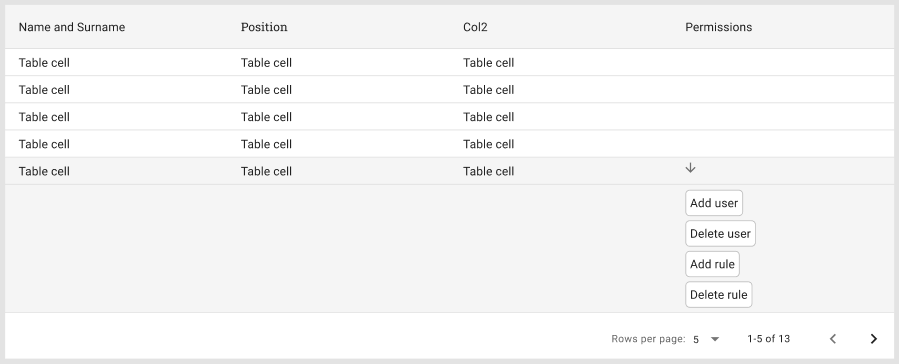 Name and Surname Position Col2 Permissions
Table cell Table cell Table cell
Table cell Table cell Table cell
Table cell Table cell Table cell
Table cell Table cell Table cell
Table cell Table cell Table cell
Add user
Delete user
Add rule
Delete rule
Rows per page: 5 1-5 of 13